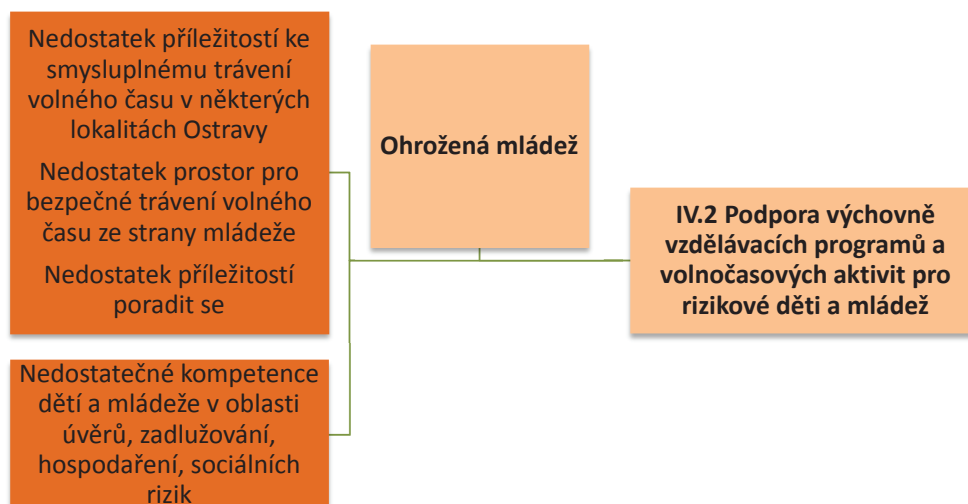 Nedostatek příležitostí ke
smysluplnému trávení
volného času v některých
lokalitách Ostravy
Nedostatek prostor pro
bezpečné trávení volného
času ze strany mládeže
Nedostatek příležitostí
poradit se
Ohrožená mládež
IV.2 Podpora výchovně
vzdělávacích programů a
volnočasových aktivit pro
rizikové děti a mládež
Nedostatečné kompetence
dětí a mládeže v oblasti
úvěrů, zadlužování,
hospodaření, sociálních
rizik